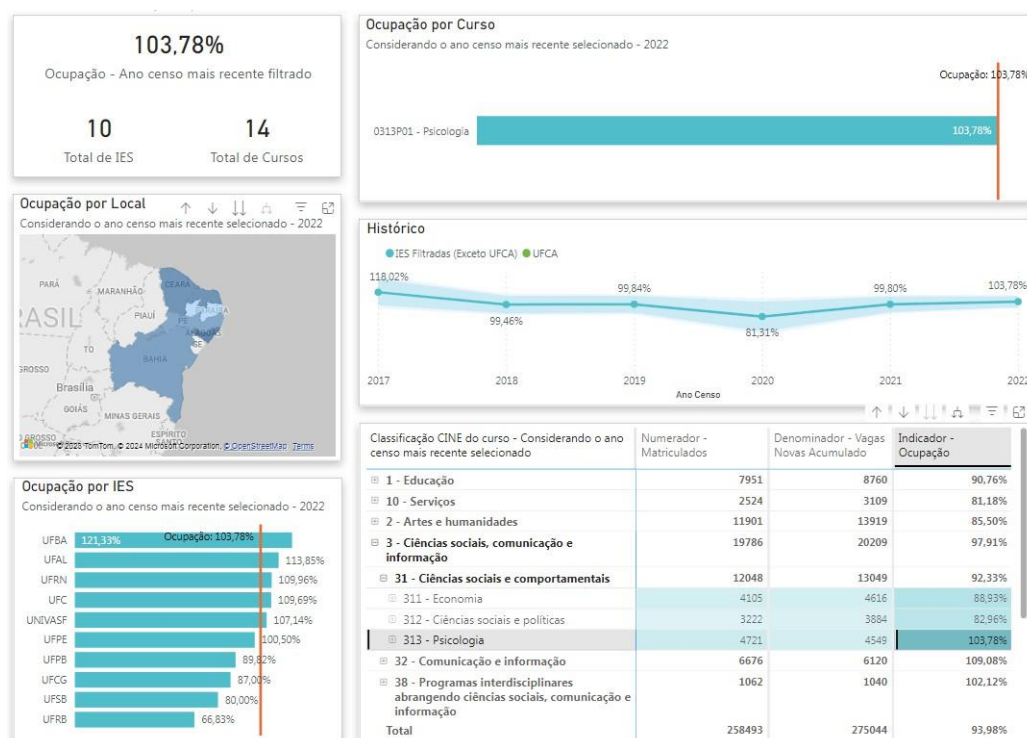 103,78%
Ocupação - Ano censo mais recente filtrado
10
Total de IES
14
Total de Cursos
Ocupação por Curso
Considerando o ano censo mais recente selecionado - 2022
Ocupação: 103,78%
0313P01 - Psicologia
103,78%
Ocupação por Local
Considerando o ano censo mais recente selecionado - 2022
CEARÁ
PARÁ
MARANHÃO
PIAUÍ
PE
ALAGOAS
SE
TO
BAHIA
Brasília
GOIÁS
MINAS GERAIS
ESPÍRITO
SANTO
© 2024 Microsoft Corporation, © OpenStreetMap Terms
Histórico
IES Filtradas (Exceto UFCA) UFCA
118,02%
99,46%
99,84%
81,31%
99,80%
103,78%
2017 2018 2019 2020 2021 2022
Ano Censo
Ocupação por IES
Considerando o ano censo mais recente selecionado - 2022
Ocupação: 103,78%
UFBA 121,33%
UFAL 113,85%
UFRN 109,96%
UFC 109,69%
UNIVASF 107,14%
UFPE 100,50%
UFPB 89,82%
UFCG 87,00%
UFSB 80,00%
UFRB 66,83%
Classificação CINE do curso - Considerando o ano
censo mais recente selecionado
Numerador -
Matriculados
Denominador - Vagas
Novas Acumulado
Indicador -
Ocupação
1 - Educação 7951 8760 90,76%
10 - Serviços 2524 3109 81,18%
2 - Artes e humanidades 11901 13919 85,50%
3 - Ciências sociais, comunicação e
informação 19786 20209 97,91%
31 - Ciências sociais e comportamentais 12048 13049 92,33%
311 - Economia 4105 4616 88,93%
312 - Ciências sociais e políticas 3222 3884 82,96%
313 - Psicologia 4721 4549 103,78%
32 - Comunicação e informação 6676 6120 109,08%
38 - Programas interdisciplinares
abrangendo ciências sociais, comunicação e
informação 1062 1040 102,12%
Total 258493 275044 93,98%